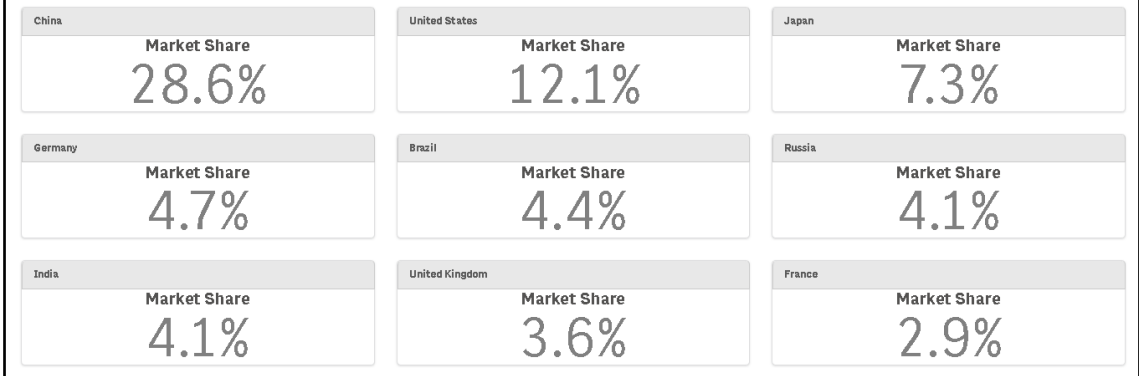 China
Market Share
28.6%
United States
Market Share
12.1%
Japan
Market Share
7.3%
Germany
Market Share
4.7%
Brazil
Market Share
4.4%
Russia
Market Share
4.1%
India
Market Share
4.1%
United Kingdom
Market Share
3.6%
France
Market Share
2.9%